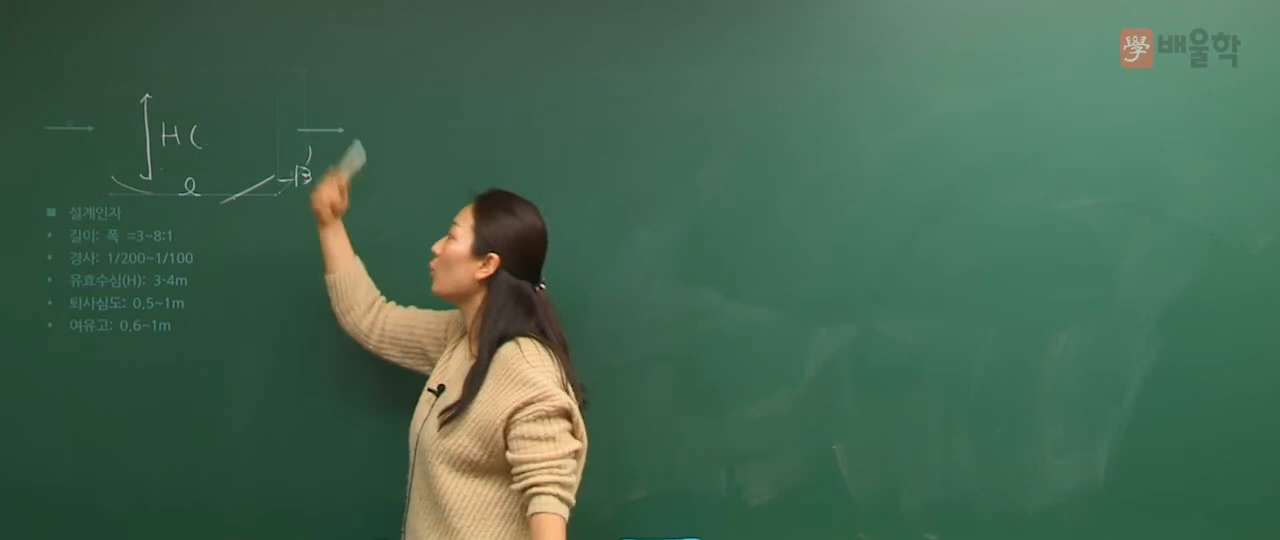 學 배울학
H
l
B
■ 설계인자
• 길이: 폭 =3~8:1
• 경사: 1/200~1/100
• 유효수심(H): 3-4m
• 퇴사심도: 0.5~1m
• 여유고: 0.6~1m